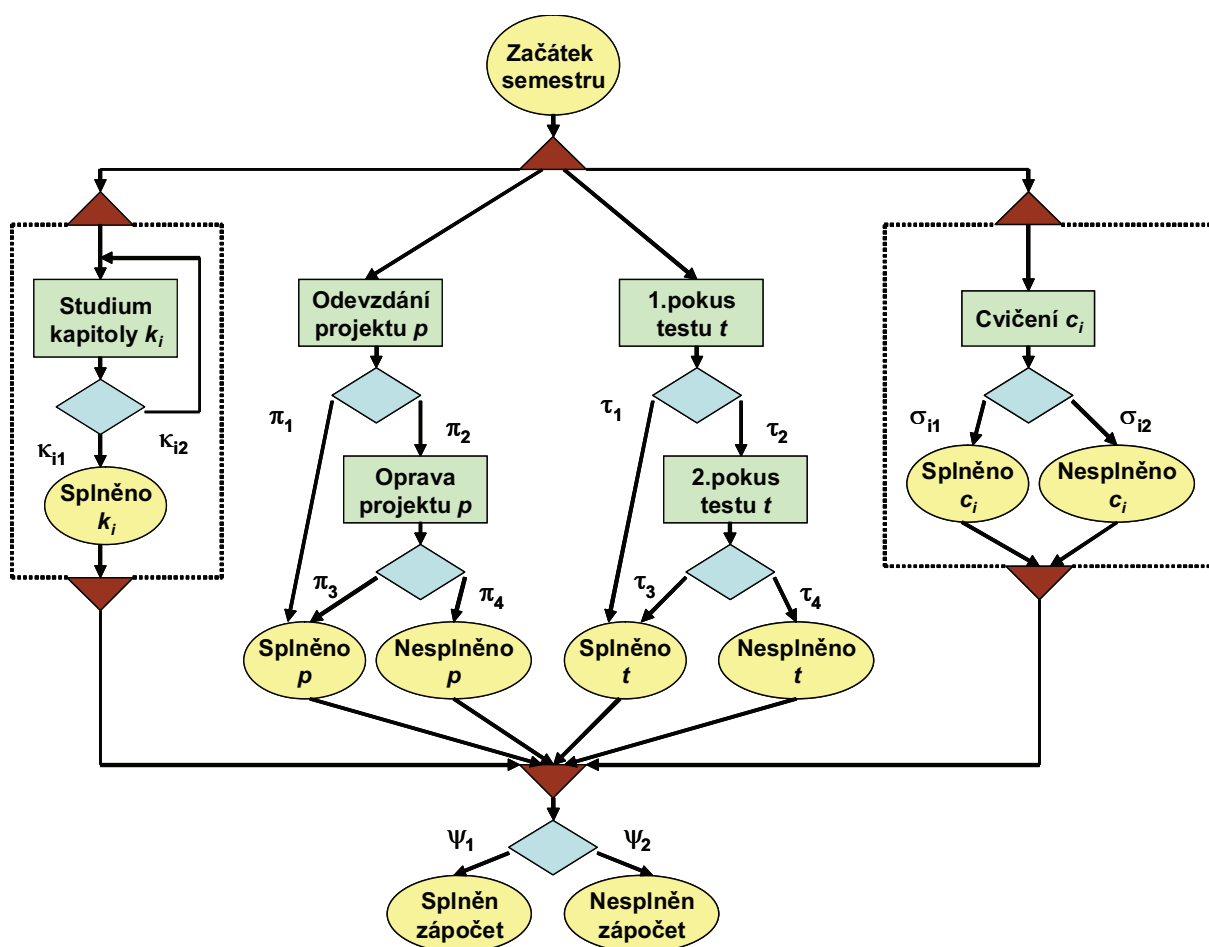 Začátek
semestru
Studium
kapitoly kᵢ
κᵢ₁
κᵢ₂
Splněno
kᵢ
Odevzdání
projektu p
π₁
π₂
Oprava
projektu p
π₃
π₄
Splněno
p
Nesplněno
p
1.pokus
testu t
τ₁
τ₂
2.pokus
testu t
τ₃
τ₄
Splněno
t
Nesplněno
t
Cvičení cᵢ
σᵢ₁
σᵢ₂
Splněno
cᵢ
Nesplněno
cᵢ
Ψ₁
Ψ₂
Splněn
zápočet
Nesplněn
zápočet